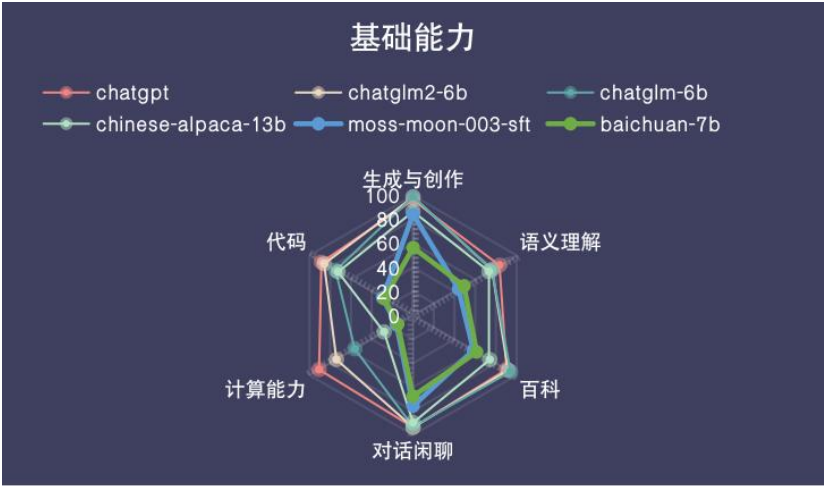 基础能力
chatgpt chatglm2-6b chatglm-6b
chinese-alpaca-13b moss-moon-003-sft baichuan-7b
生成与创作
100
80
代码 语义理解
60
40
20
0
计算能力 百科
对话闲聊